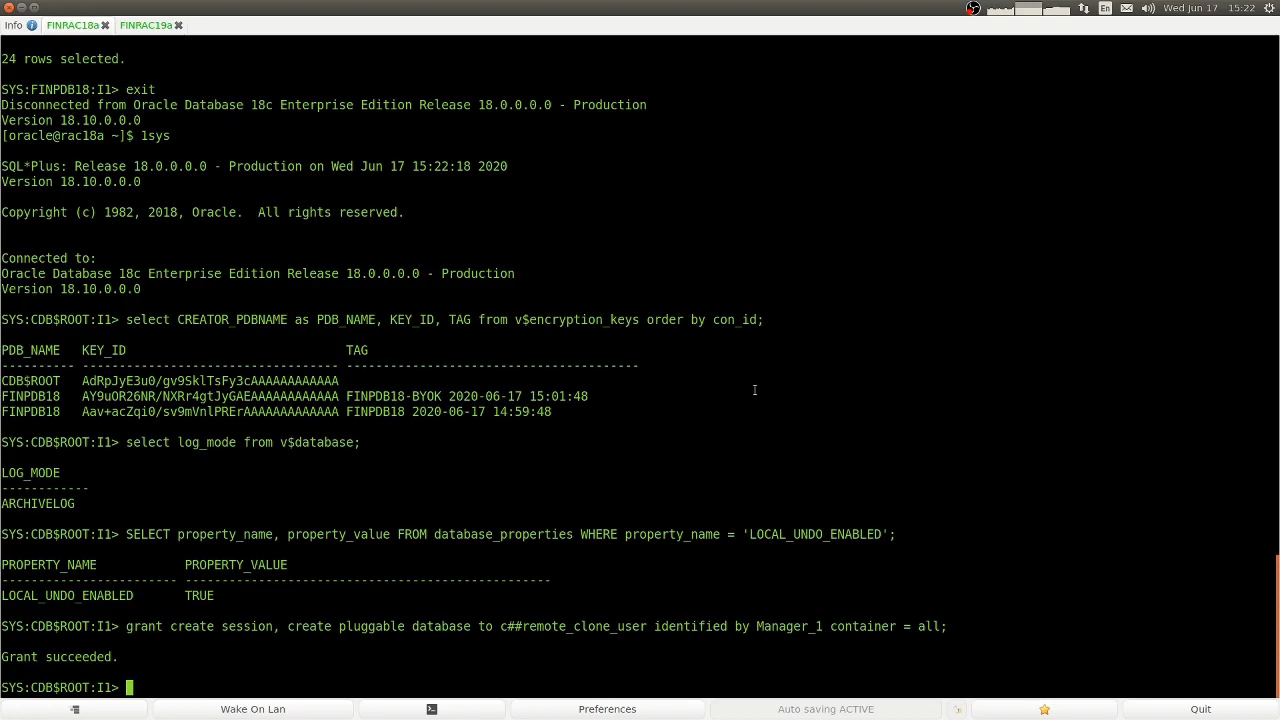 En
Wed Jun 17
15:22
Info
FINRAC18a
FINRAC19a
24 rows selected.
SYS:FINPDB18:I1> exit
Disconnected from Oracle Database 18c Enterprise Edition Release 18.0.0.0.0 - Production
Version 18.10.0.0.0
[oracle@rac18a ~]$ 1sys
SQL*Plus: Release 18.0.0.0.0 - Production on Wed Jun 17 15:22:18 2020
Version 18.10.0.0.0
Copyright (c) 1982, 2018, Oracle.  All rights reserved.
Connected to:
Oracle Database 18c Enterprise Edition Release 18.0.0.0.0 - Production
Version 18.10.0.0.0
SYS:CDB$ROOT:I1> select CREATOR_PDBNAME as PDB_NAME, KEY_ID, TAG from v$encryption_keys order by con_id;
PDB_NAME   KEY_ID                              TAG
---------- ----------------------------------- ----------------------------------------
CDB$ROOT   AdRpJyE3u0/gv9SklTsFy3cAAAAAAAAAAAA
FINPDB18   AY9uOR26NR/NXRr4gtJyGAEAAAAAAAAAAAA FINPDB18-BYOK 2020-06-17 15:01:48
FINPDB18   Aav+acZqi0/sv9mVnlPRErAAAAAAAAAAAAA FINPDB18 2020-06-17 14:59:48
SYS:CDB$ROOT:I1> select log_mode from v$database;
LOG_MODE
------------
ARCHIVELOG
SYS:CDB$ROOT:I1> SELECT property_name, property_value FROM database_properties WHERE property_name = 'LOCAL_UNDO_ENABLED';
PROPERTY_NAME            PROPERTY_VALUE
------------------------ --------------------------------------------------
LOCAL_UNDO_ENABLED       TRUE
SYS:CDB$ROOT:I1> grant create session, create pluggable database to c##remote_clone_user identified by Manager_1 container = all;
Grant succeeded.
SYS:CDB$ROOT:I1>
Wake On Lan
Preferences
Auto saving ACTIVE
Quit